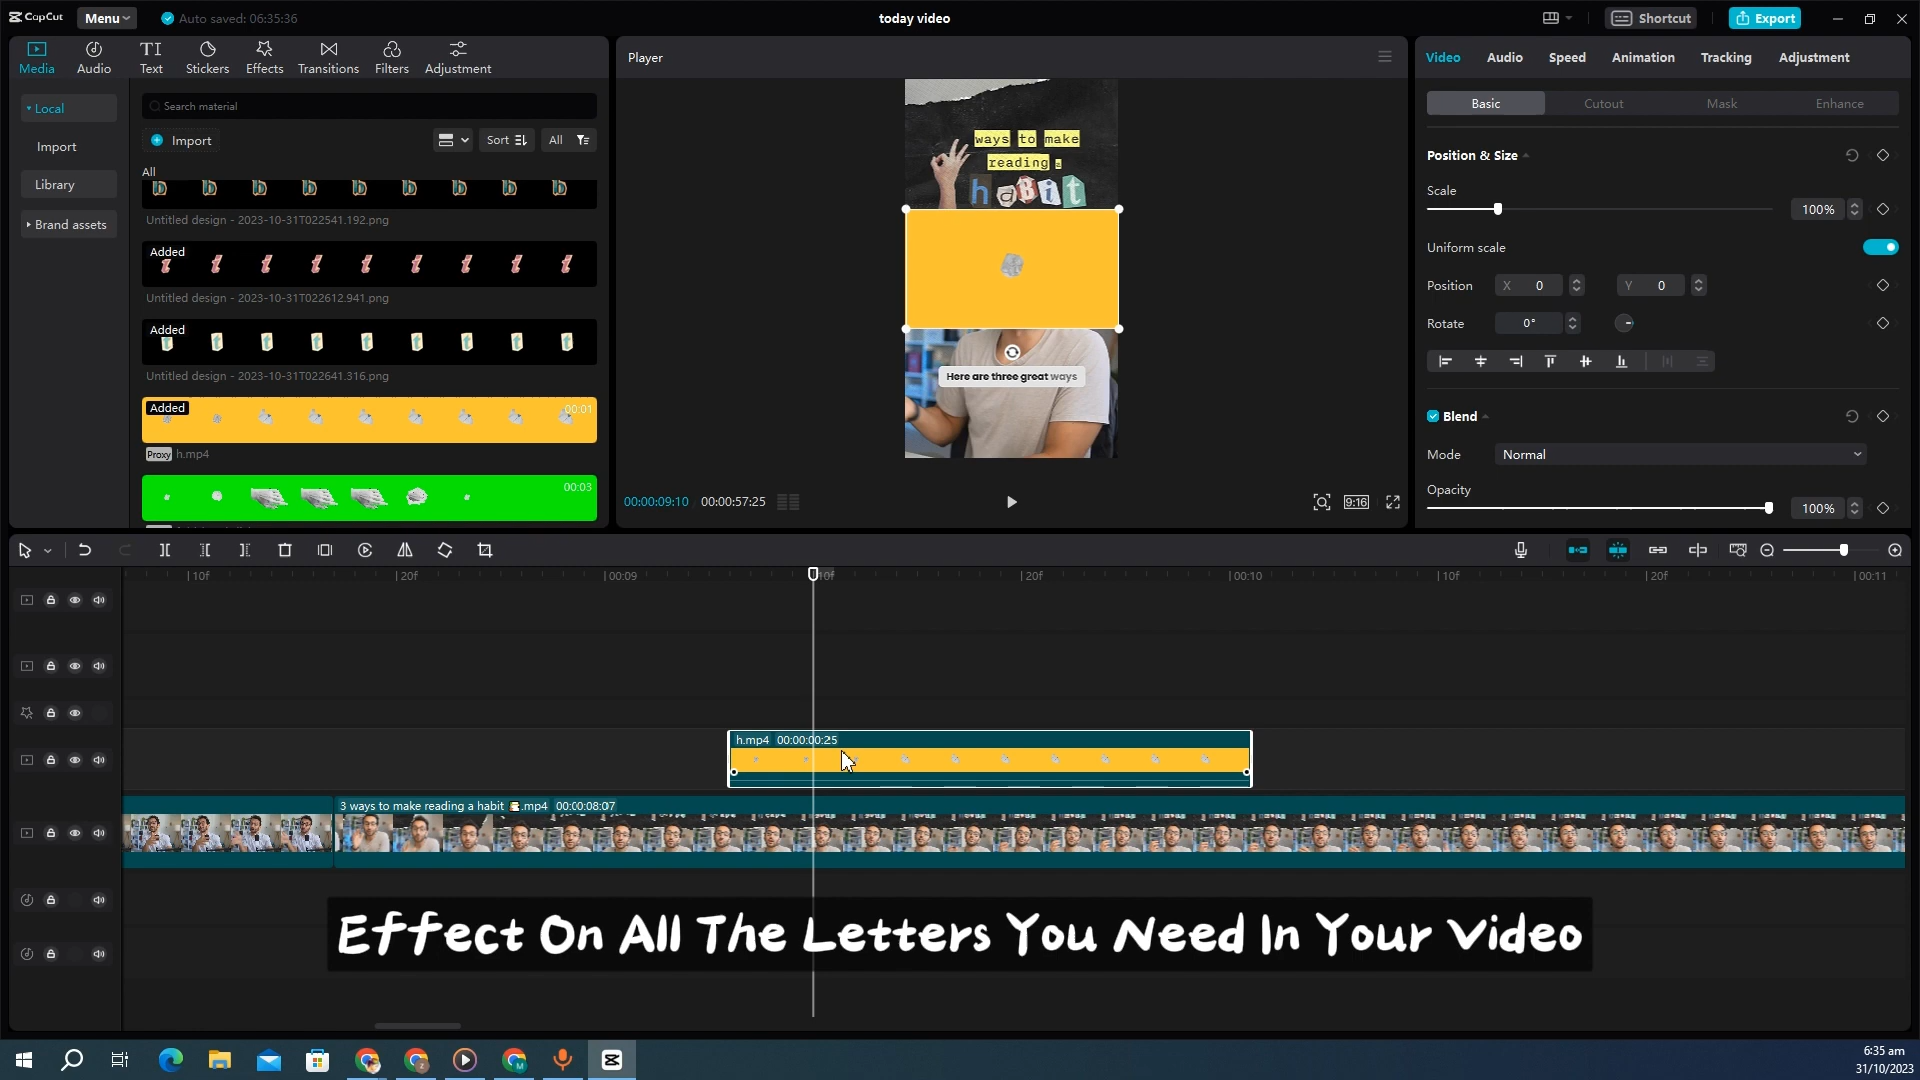 CapCut
Menu
Auto saved: 06:35:36
today video
Shortcut
Export
Media
Audio
Text
Stickers
Effects
Transitions
Filters
Adjustment
Local
Import
Library
Brand assets
Search material
Import
Sort
All
All
Untitled design - 2023-10-31T022541.192.png
Added
Untitled design - 2023-10-31T022612.941.png
Added
Untitled design - 2023-10-31T022641.316.png
Added
00:01
Proxy h.mp4
00:03
Player
ways to make
reading a
habit
Here are three great ways
00:00:09:10 / 00:00:57:25
9:16
Video
Audio
Speed
Animation
Tracking
Adjustment
Basic
Cutout
Mask
Enhance
Position & Size
Scale
100%
Uniform scale
Position X 0 Y 0
Rotate 0°
Blend
Mode Normal
Opacity
100%
10f 20f 00:09 10f 20f 00:10 10f 20f 00:11
h.mp4 00:00:00:25
3 ways to make reading a habit .mp4 00:00:08:07
Effect On All The Letters You Need In Your Video
6:35 am
31/10/2023